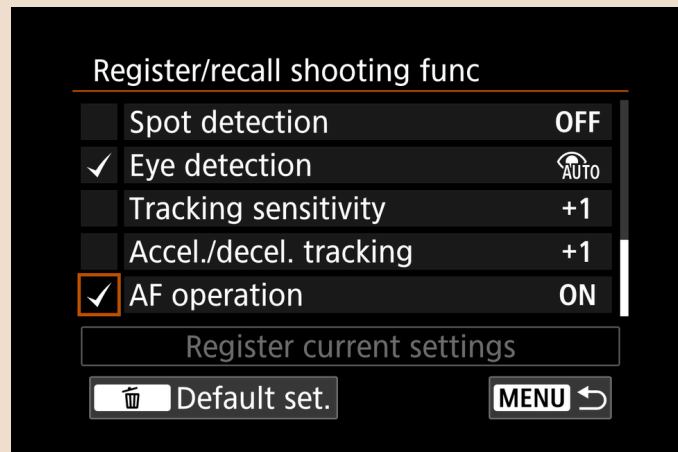 Register/recall shooting func
Spot detection OFF
Eye detection AUTO
Tracking sensitivity +1
Accel./decel. tracking +1
AF operation ON
Register current settings
Default set. MENU